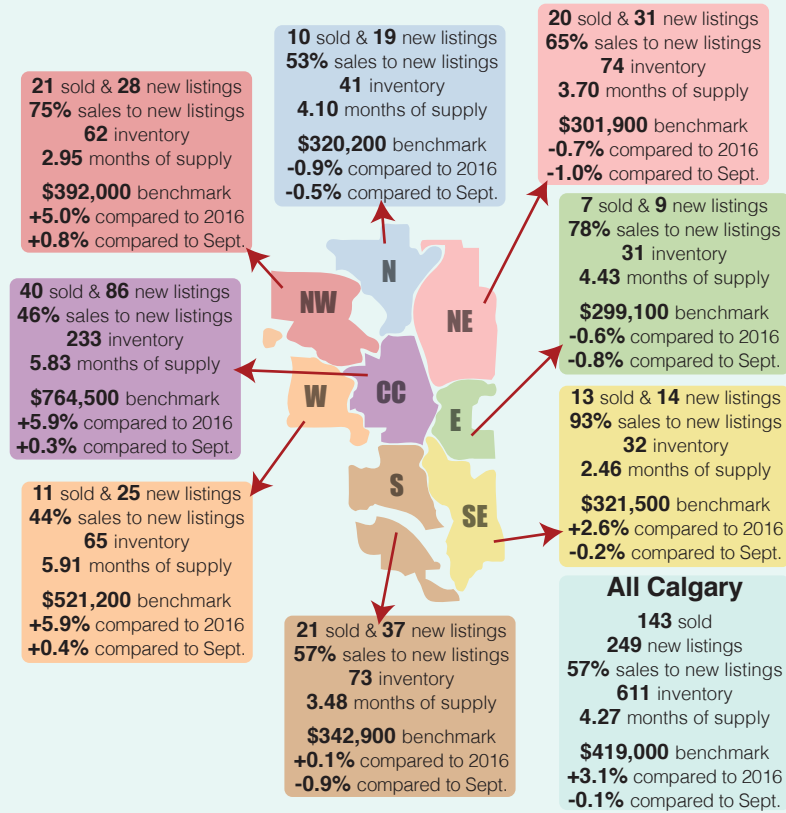 10 sold & 19 new listings
53% sales to new listings
41 inventory
4.10 months of supply
$320,200 benchmark
-0.9% compared to 2016
-0.5% compared to Sept.
20 sold & 31 new listings
65% sales to new listings
74 inventory
3.70 months of supply
$301,900 benchmark
-0.7% compared to 2016
-1.0% compared to Sept.
21 sold & 28 new listings
75% sales to new listings
62 inventory
2.95 months of supply
$392,000 benchmark
+5.0% compared to 2016
+0.8% compared to Sept.
7 sold & 9 new listings
78% sales to new listings
31 inventory
4.43 months of supply
$299,100 benchmark
-0.6% compared to 2016
-0.8% compared to Sept.
N
NW
NE
W
CC
E
S
SE
40 sold & 86 new listings
46% sales to new listings
233 inventory
5.83 months of supply
$764,500 benchmark
+5.9% compared to 2016
+0.3% compared to Sept.
13 sold & 14 new listings
93% sales to new listings
32 inventory
2.46 months of supply
$321,500 benchmark
+2.6% compared to 2016
-0.2% compared to Sept.
11 sold & 25 new listings
44% sales to new listings
65 inventory
5.91 months of supply
$521,200 benchmark
+5.9% compared to 2016
+0.4% compared to Sept.
21 sold & 37 new listings
57% sales to new listings
73 inventory
3.48 months of supply
$342,900 benchmark
+0.1% compared to 2016
-0.9% compared to Sept.
All Calgary
143 sold
249 new listings
57% sales to new listings
611 inventory
4.27 months of supply
$419,000 benchmark
+3.1% compared to 2016
-0.1% compared to Sept.